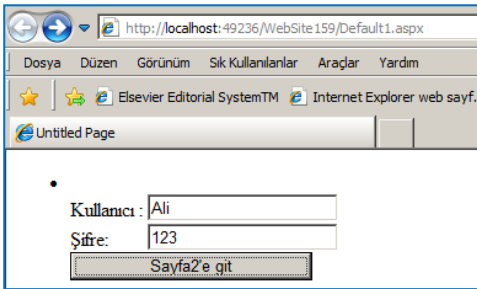 http://localhost:49236/WebSite159/Default1.aspx
Dosya Düzen Görünüm Sık Kullanılanlar Araçlar Yardım
Elsevier Editorial SystemTM Internet Explorer web sayf.
Untitled Page
•
Kullanıcı : Ali
Şifre: 123
Sayfa2'e git